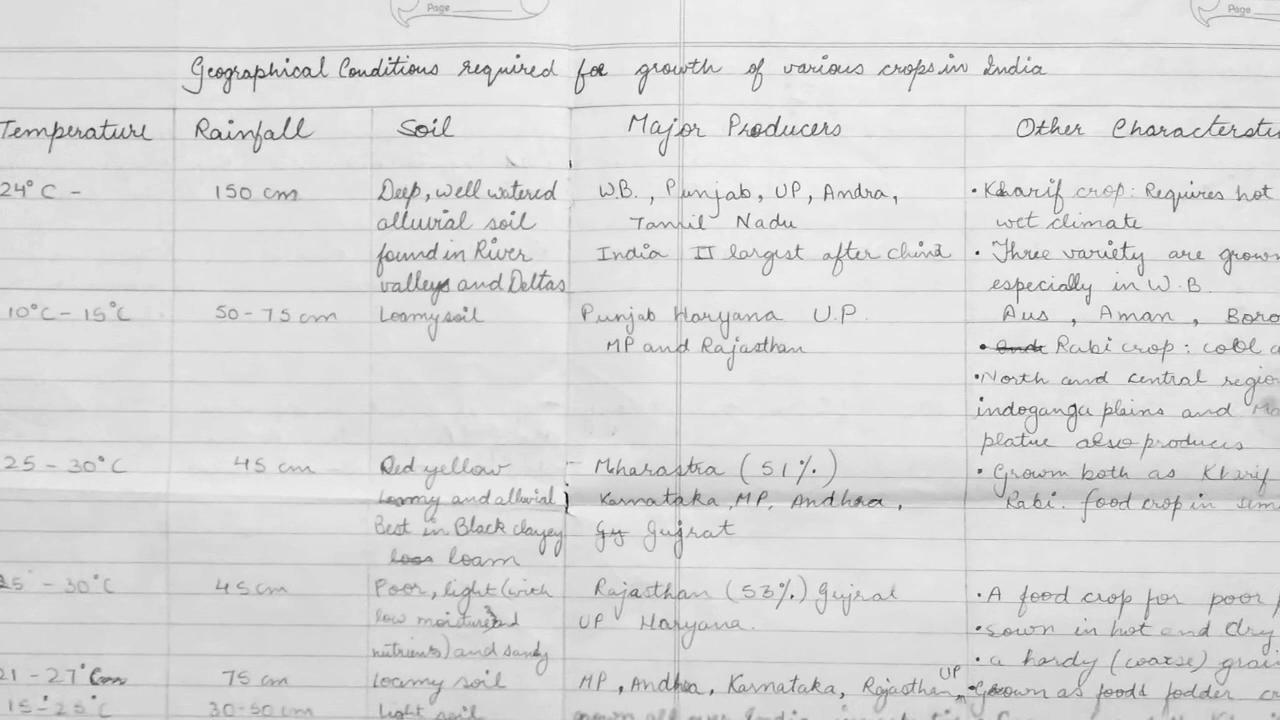 Page
Page
Geographical Conditions required for growth of various crops in India
Temperature Rainfall Soil Major Producers Other
24°C - 150 cm Deep, well watered W.B., Punjab, UP, Andra, • Kharif crop: Requires hot
alluvial soil Tamil Nadu wet climate
found in River India II largest after china • Three variety are grown
valleys and Deltas especially in W.B.
10°C - 15°C 50 - 75 cm Loamy soil Punjab Haryana U.P. Aus, Aman, Boro
MP and Rajasthan • Rabi crop: cool
• North and central
indoganga plains and
platue also produces
25 - 30°C 45 cm Red yellow Mharastra (51%) • Grown both as Kharif
Loamy and alluvial Karnataka, MP, Andhra, Rabi. food crop in
Best in Black clayey Gy Gujrat
loam
25° - 30°C 45 cm Poor, light (with Rajasthan (53%) Gujrat • A food crop for poor
low moisture UP Haryana. • sown in hot and dry
and sandy • a hardy (coarse)
21 - 27°C 75 cm Loamy soil MP, Andhra, Karnataka, Rajasthan, UP • Grown as food & fodder
15 - 25°C 30-50 cm Light soil grown all over India